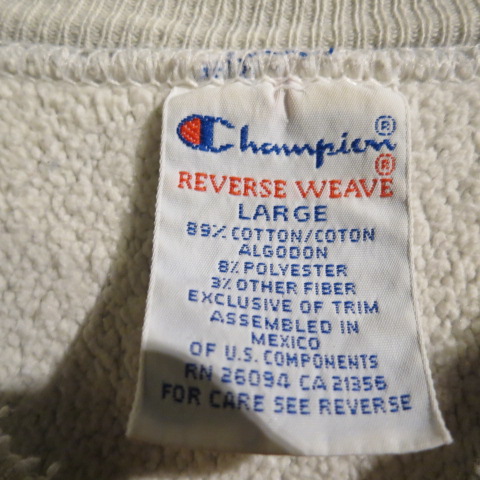 Champion®
REVERSE WEAVE®
LARGE
89% COTTON/COTON
ALGODON
8% POLYESTER
3% OTHER FIBER
EXCLUSIVE OF TRIM
ASSEMBLED IN
MEXICO
OF U.S. COMPONENTS
RN 26094 CA 21356
FOR CARE SEE REVERSE